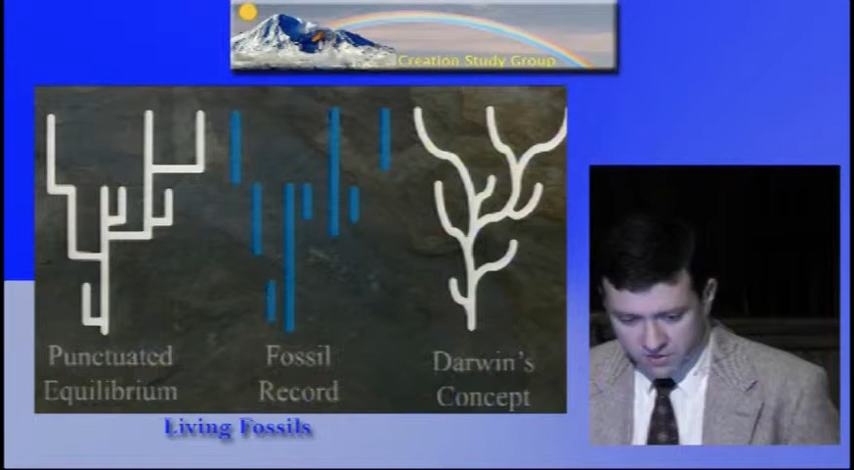 Creation Study Group
Punctuated
Equilibrium
Fossil
Record
Darwin's
Concept
Living Fossils